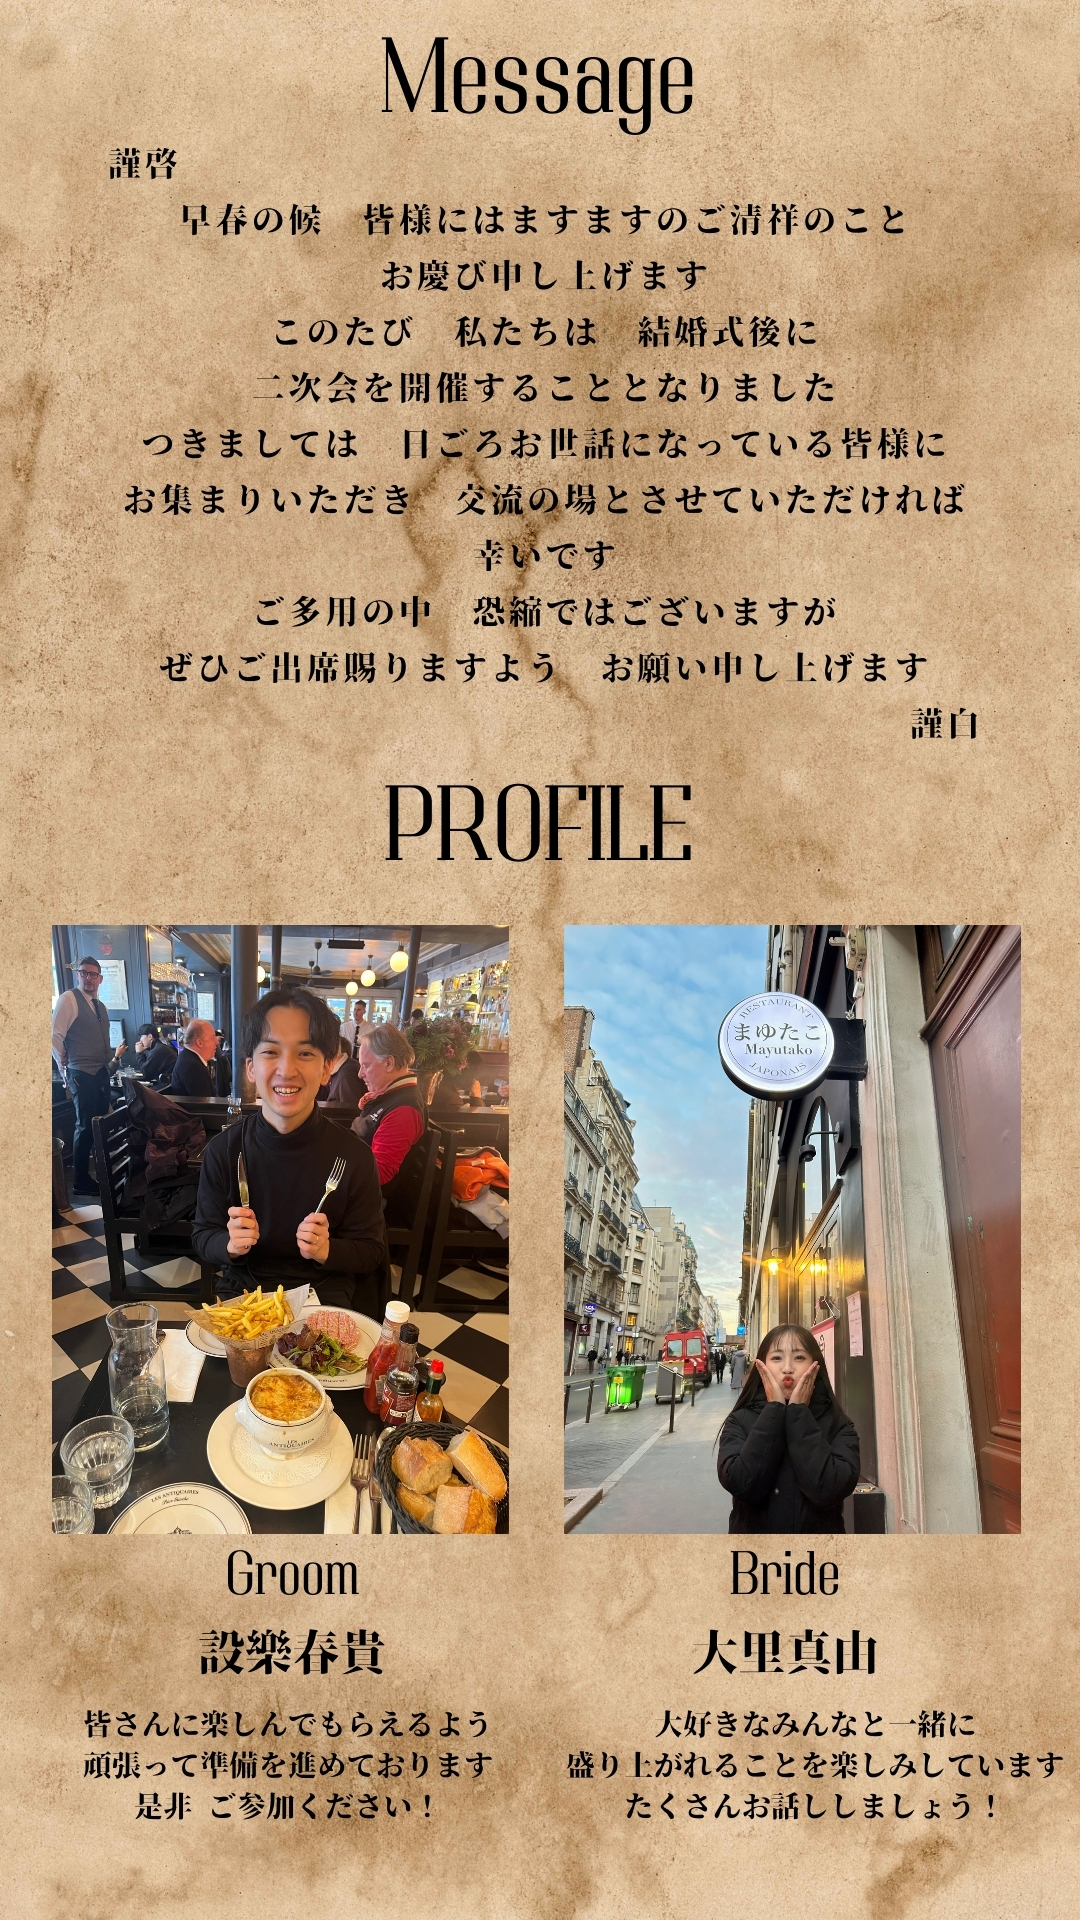 Message
謹啓
早春の候　皆様にはますますのご清祥のこと
お慶び申し上げます
このたび　私たちは　結婚式後に
二次会を開催することとなりました
つきましては　日ごろお世話になっている皆様に
お集まりいただき　交流の場とさせていただければ
幸いです
ご多用の中　恐縮ではございますが
ぜひご出席賜りますよう　お願い申し上げます
謹白
PROFILE
RESTAURANT
まゆたこ
Mayutako
JAPONAIS
LES
ANTIQUAIRES
LES ANTIQUAIRES
Groom
Bride
設樂春貴
大里真由
皆さんに楽しんでもらえるよう
頑張って準備を進めております
是非 ご参加ください！
大好きなみんなと一緒に
盛り上がれることを楽しみしています
たくさんお話ししましょう！